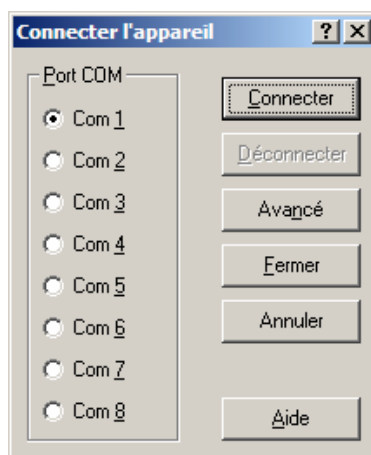 Connecter l'appareil
Port COM
Com 1
Com 2
Com 3
Com 4
Com 5
Com 6
Com 7
Com 8
Connecter
Déconnecter
Avancé
Fermer
Annuler
Aide